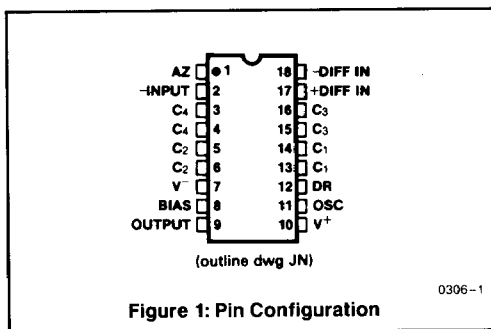 AZ 1 18 -DIFF IN
-INPUT 2 17 +DIFF IN
C4 3 16 C3
C4 4 15 C3
C2 5 14 C1
C2 6 13 C1
V- 7 12 DR
BIAS 8 11 OSC
OUTPUT 9 10 V+
(outline dwg JN)
0306-1
Figure 1: Pin Configuration